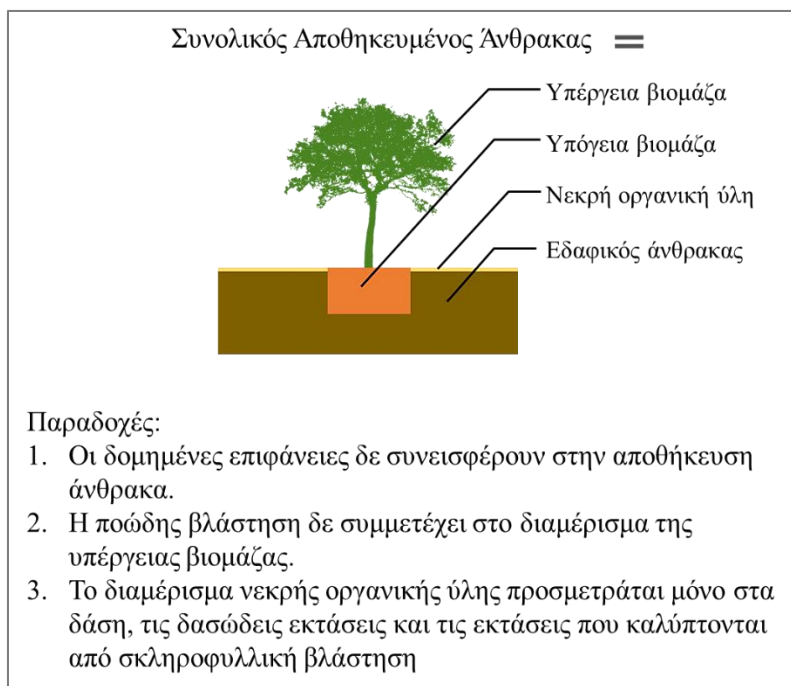 Συνολικός Αποθηκευμένος Άνθρακας =
Υπέργεια βιομάζα
Υπόγεια βιομάζα
Νεκρή οργανική ύλη
Εδαφικός άνθρακας
Παραδοχές:
1. Οι δομημένες επιφάνειες δε συνεισφέρουν στην αποθήκευση
άνθρακα.
2. Η ποώδης βλάστηση δε συμμετέχει στο διαμέρισμα της
υπέργειας βιομάζας.
3. Το διαμέρισμα νεκρής οργανικής ύλης προσμετράται μόνο στα
δάση, τις δασώδεις εκτάσεις και τις εκτάσεις που καλύπτονται
από σκληροφυλλική βλάστηση